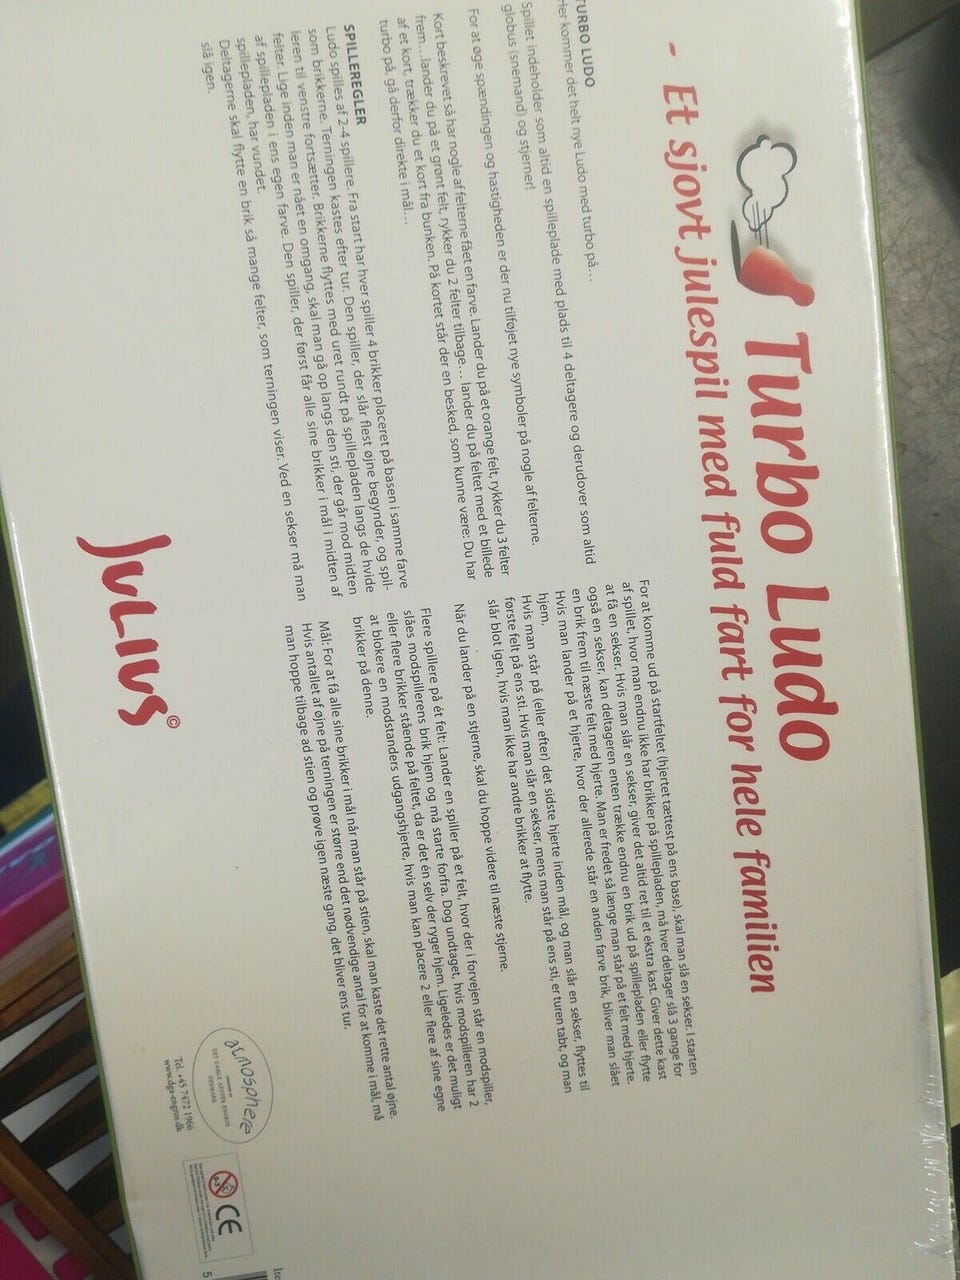 Turbo Ludo
- Et sjovt julespil med fuld fart for hele familien
TURBO LUDO
Her kommer det helt nye Ludo med turbo på...
Spillet indeholder som altid en spilleplade med plads til 4 deltagere og derudover som altid
globus (snemand) og stjerner!
For at øge spændingen og hastigheden er der nu tilføjet nye symboler på nogle af felterne.
Kort beskrevet så har nogle af felterne fået en farve. Lander du på et orange felt, rykker du 3 felter
frem....lander du på et grønt felt, rykker du 2 felter tilbage... lander du på feltet med et billede
af et kort, trækker du et kort fra bunken. På kortet står der en besked, som kunne være: Du har
turbo på, gå derfor direkte i mål...
SPILLEREGLER
Ludo spilles af 2-4 spillere. Fra start har hver spiller 4 brikker placeret på basen i samme farve
som brikkerne. Terningen kastes efter tur. Den spiller, der slår flest øjne begynder, og spil-
leren til venstre fortsætter. Brikkerne flyttes med uret rundt på spillepladen langs de hvide
felter. Lige inden man er nået en omgang, skal man gå op langs den sti, der går mod midten
af spillepladen i ens egen farve. Den spiller, der først får alle sine brikker i mål i midten af
spillepladen, har vundet.
Deltagerne skal flytte en brik så mange felter, som terningen viser. Ved en sekser må man
slå igen.
For at komme ud på startfeltet (hjertet tættest på ens base), skal man slå en sekser. I starten
af spillet, hvor man endnu ikke har brikker på spillepladen, må hver deltager slå 3 gange for
at få en sekser. Hvis man slår en sekser, giver det altid ret til et ekstra kast. Giver dette kast
også en sekser, kan deltageren enten trække endnu en brik ud på spillepladen eller flytte
en brik frem til næste felt med hjerte. Man er fredet så længe man står på et felt med hjerte.
Hvis man lander på et hjerte, hvor der allerede står en anden farve brik, bliver man slået
hjem.
Hvis man står på (eller efter) det sidste hjerte inden mål, og man slår en sekser, flyttes til
første felt på ens sti. Hvis man slår en sekser, mens man står på ens sti, er turen tabt, og man
slår blot igen, hvis man ikke har andre brikker at flytte.
Når du lander på en stjerne, skal du hoppe videre til næste stjerne.
Flere spillere på ét felt: Lander en spiller på et felt, hvor der i forvejen står en modspiller,
slåes modspillerens brik hjem og må starte forfra. Dog undtaget, hvis modspilleren har 2
eller flere brikker stående på feltet, da er det én selv der ryger hjem. Ligeledes er det muligt
at blokere en modstanders udgangshjerte, hvis man kan placere 2 eller flere af sine egne
brikker på denne.
Mål: For at få alle sine brikker i mål når man står på stien, skal man kaste det rette antal øjne.
Hvis antallet af øjne på terningen er større end det nødvendige antal for at komme i mål, må
man hoppe tilbage ad stien og prøve igen næste gang, det bliver ens tur.
JULIUS©
atmosphere
DET GAMLE APOTEK ENGROS
DENMARK
Tel. +45 7472 1966
www.dga-engros.dk
0-3
CE
5